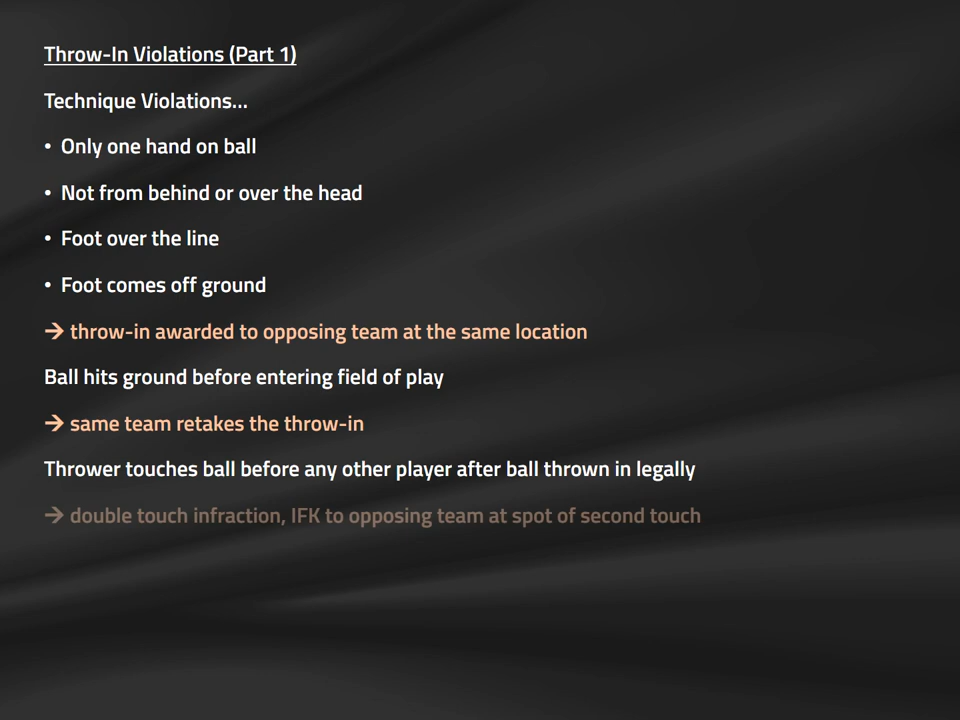 Throw-In Violations (Part 1)
Technique Violations...
• Only one hand on ball
• Not from behind or over the head
• Foot over the line
• Foot comes off ground
→ throw-in awarded to opposing team at the same location
Ball hits ground before entering field of play
→ same team retakes the throw-in
Thrower touches ball before any other player after ball thrown in legally
→ double touch infraction, IFK to opposing team at spot of second touch